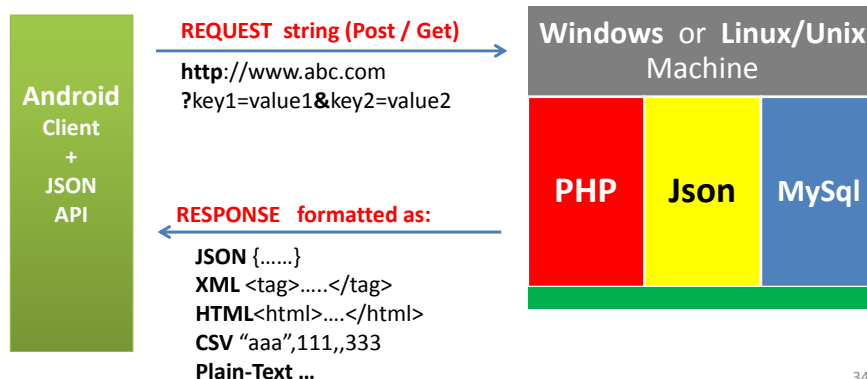 Android
Client
+
JSON
API
REQUEST string (Post / Get)
http://www.abc.com
?key1=value1&key2=value2
RESPONSE formatted as:
JSON {……}
XML <tag>…..</tag>
HTML<html>….</html>
CSV “aaa”,111,,333
Plain-Text …
Windows or Linux/Unix
Machine
PHP
Json
MySql
34